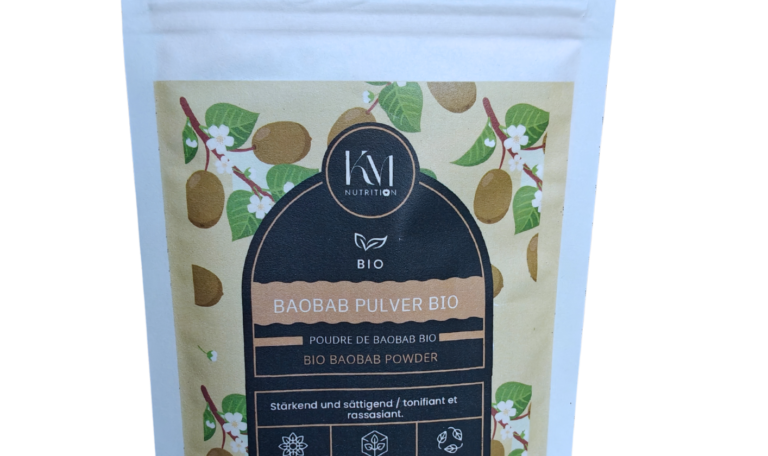 KM
NUTRITION
BIO
BAOBAB PULVER BIO
POUDRE DE BAOBAB BIO
BIO BAOBAB POWDER
Stärkend und sättigend / tonifiant et
rassasiant.